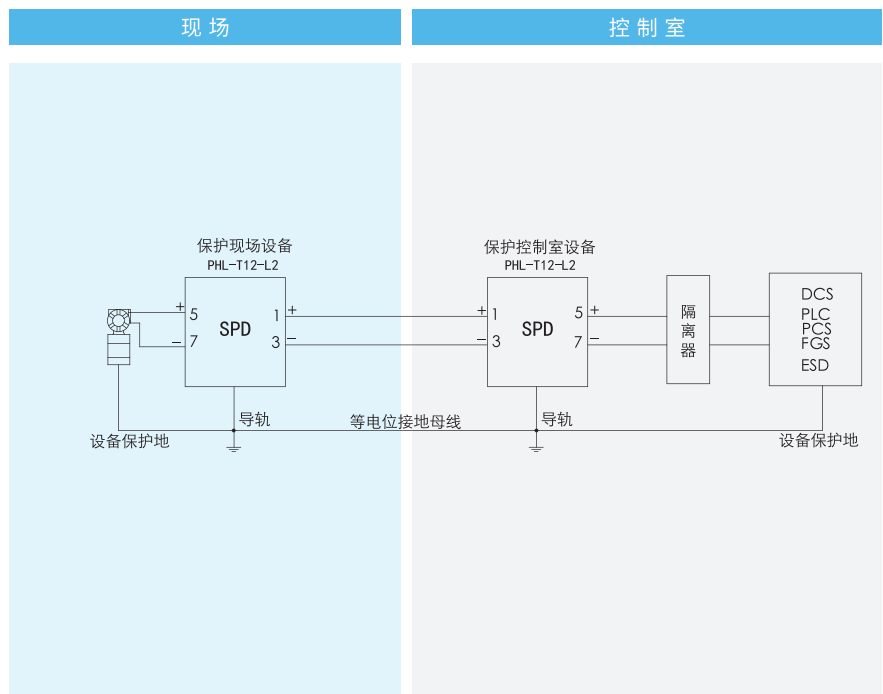 现场
控制室
保护现场设备
PHL-T12-L2
保护控制室设备
PHL-T12-L2
+ 5
1 +
- 7
3 -
SPD
+ 1
5 +
- 3
7 -
SPD
隔离器
DCS
PLC
PCS
FGS
ESD
导轨
等电位接地母线
导轨
设备保护地
设备保护地